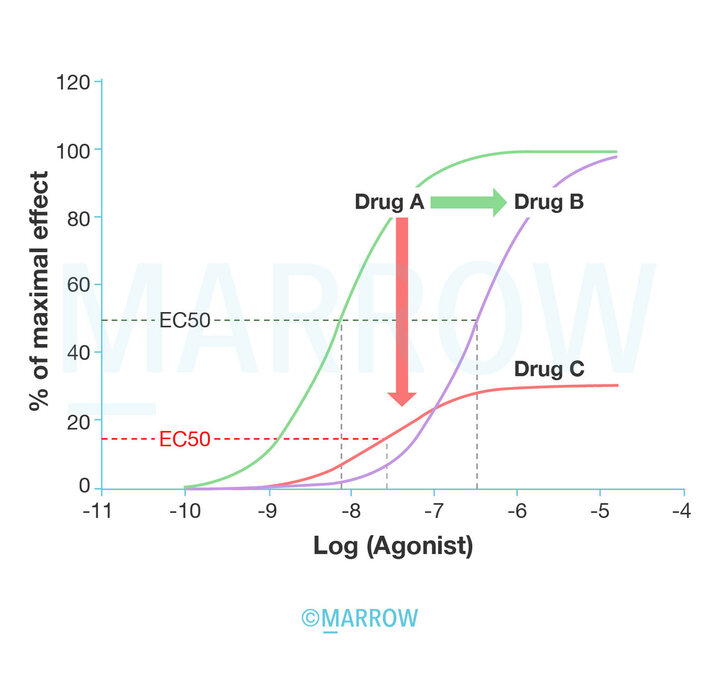 120
100
80
60
40
20
0
% of maximal effect
Drug A
Drug B
EC50
Drug C
EC50
-11
-10
-9
-8
-7
-6
-5
-4
Log (Agonist)
MARROW
©MARROW